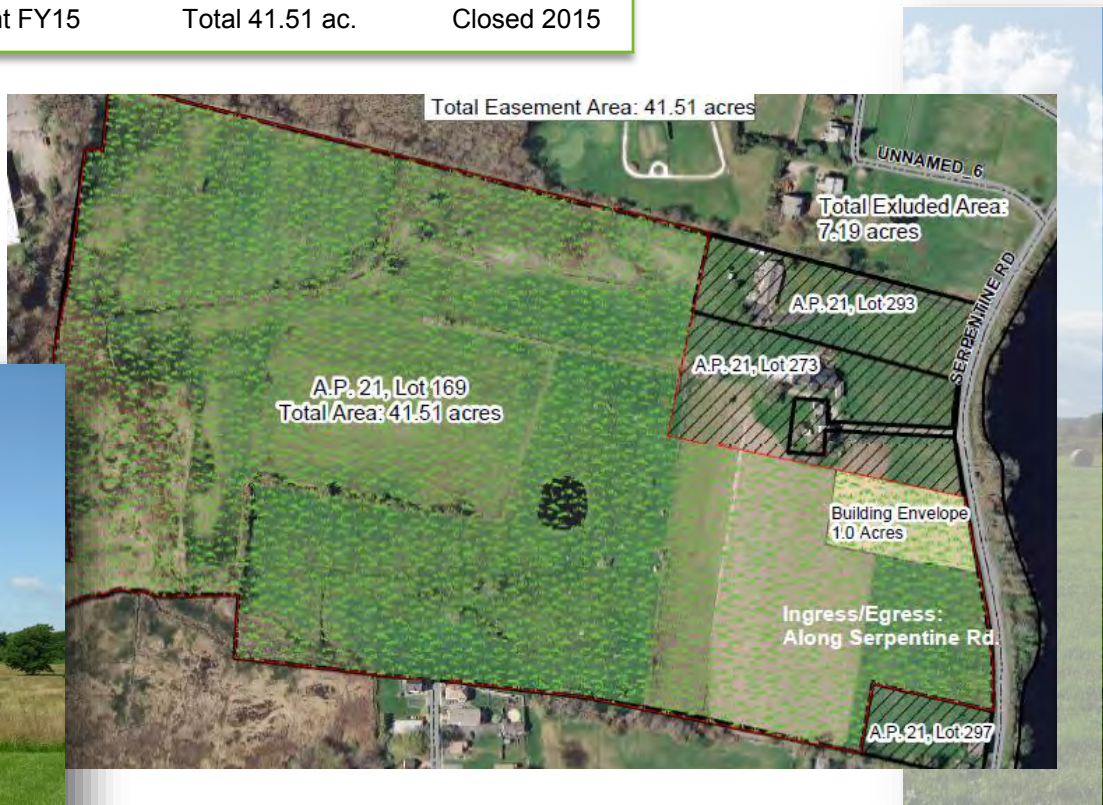 FY15 Total 41.51 ac. Closed 2015
Total Easement Area: 41.51 acres
UNNAMED_6
Total Exluded Area:
7.19 acres
SERPENTINE RD
A.P. 21, Lot 293
A.P. 21, Lot 273
A.P. 21, Lot 169
Total Area: 41.51 acres
Building Envelope
1.0 Acres
Ingress/Egress:
Along Serpentine Rd.
A.P. 21, Lot 297